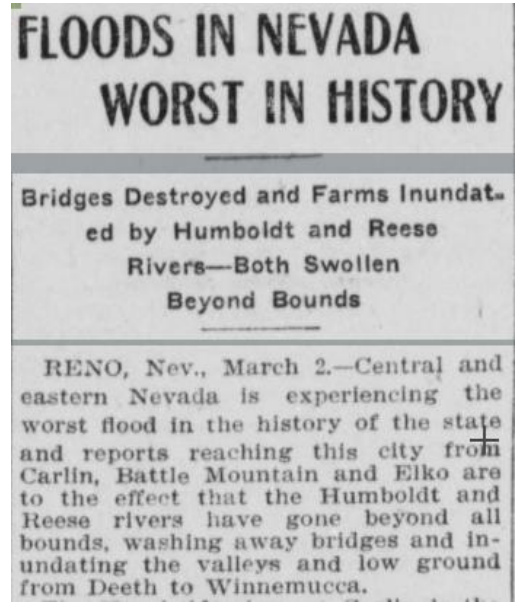 FLOODS IN NEVADA
WORST IN HISTORY
Bridges Destroyed and Farms Inundat-
ed by Humboldt and Reese
Rivers—Both Swollen
Beyond Bounds
RENO, Nev., March 2.—Central and
eastern Nevada is experiencing the
worst flood in the history of the state
and reports reaching this city from
Carlin, Battle Mountain and Elko are
to the effect that the Humboldt and
Reese rivers have gone beyond all
bounds, washing away bridges and in-
undating the valleys and low ground
from Deeth to Winnemucca.